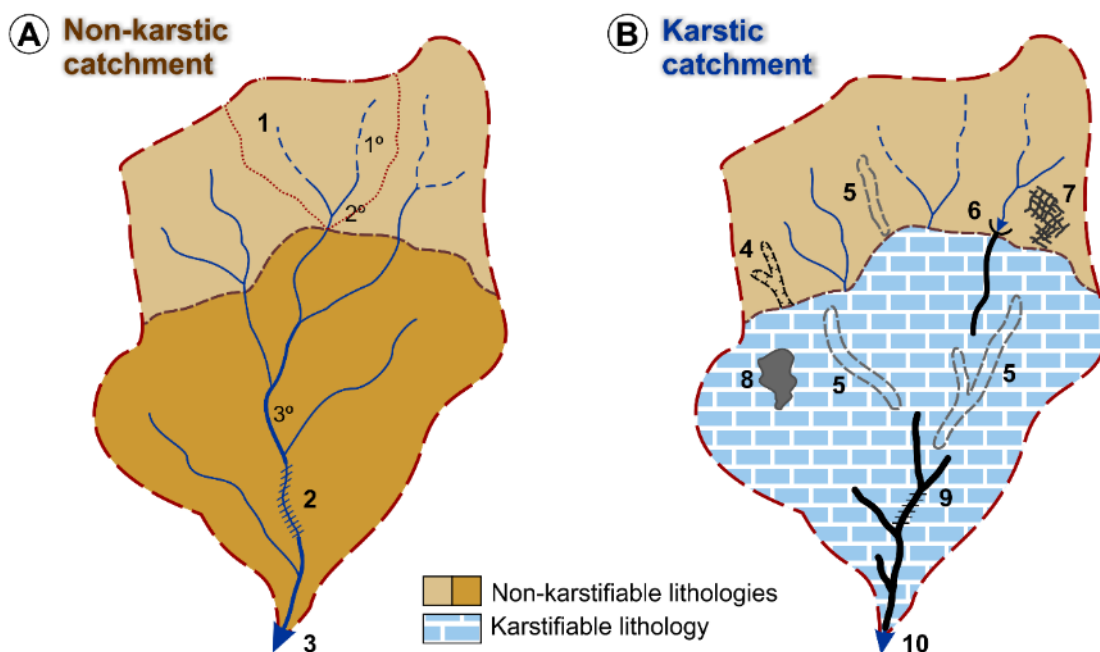 A Non-karstic
catchment
1
1º
2º
3º
2
3
B Karstic
catchment
5
6
7
4
8
5
5
9
10
Non-karstifiable lithologies
Karstifiable lithology